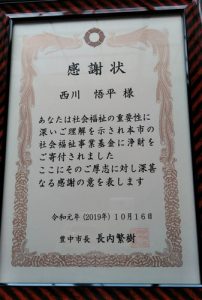 感謝状
西川 悟平 様
あなたは社会福祉の重要性に
深いご理解を示され本市の
社会福祉事業基金に浄財を
ご寄付されました
ここにそのご厚志に対し深甚
なる感謝の意を表します
令和元年(2019年)10月16日
豊中市長 長内繁樹